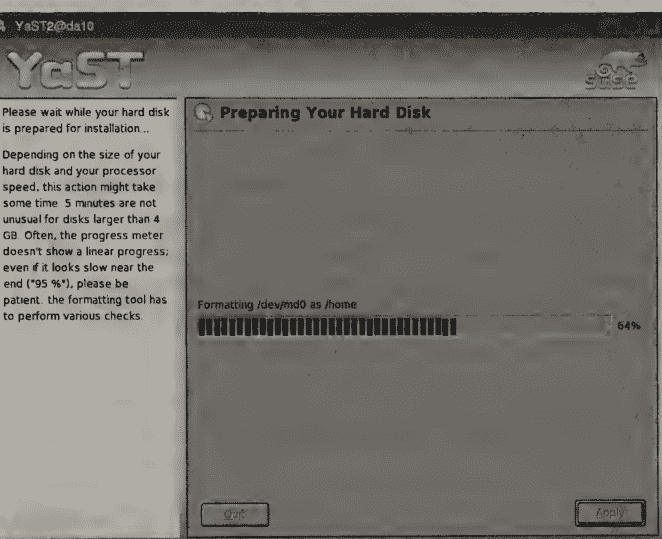 YaST2@da10
YaST
SUSE
Please wait while your hard disk
is prepared for installation...
Depending on the size of your
hard disk and your processor
speed, this action might take
some time. 5 minutes are not
unusual for disks larger than 4
GB. Often, the progress meter
doesn't show a linear progress;
even if it looks slow near the
end ("95 %"), please be
patient. the formatting tool has
to perform various checks.
Preparing Your Hard Disk
Formatting /dev/md0 as /home
64%
Quit
Apply